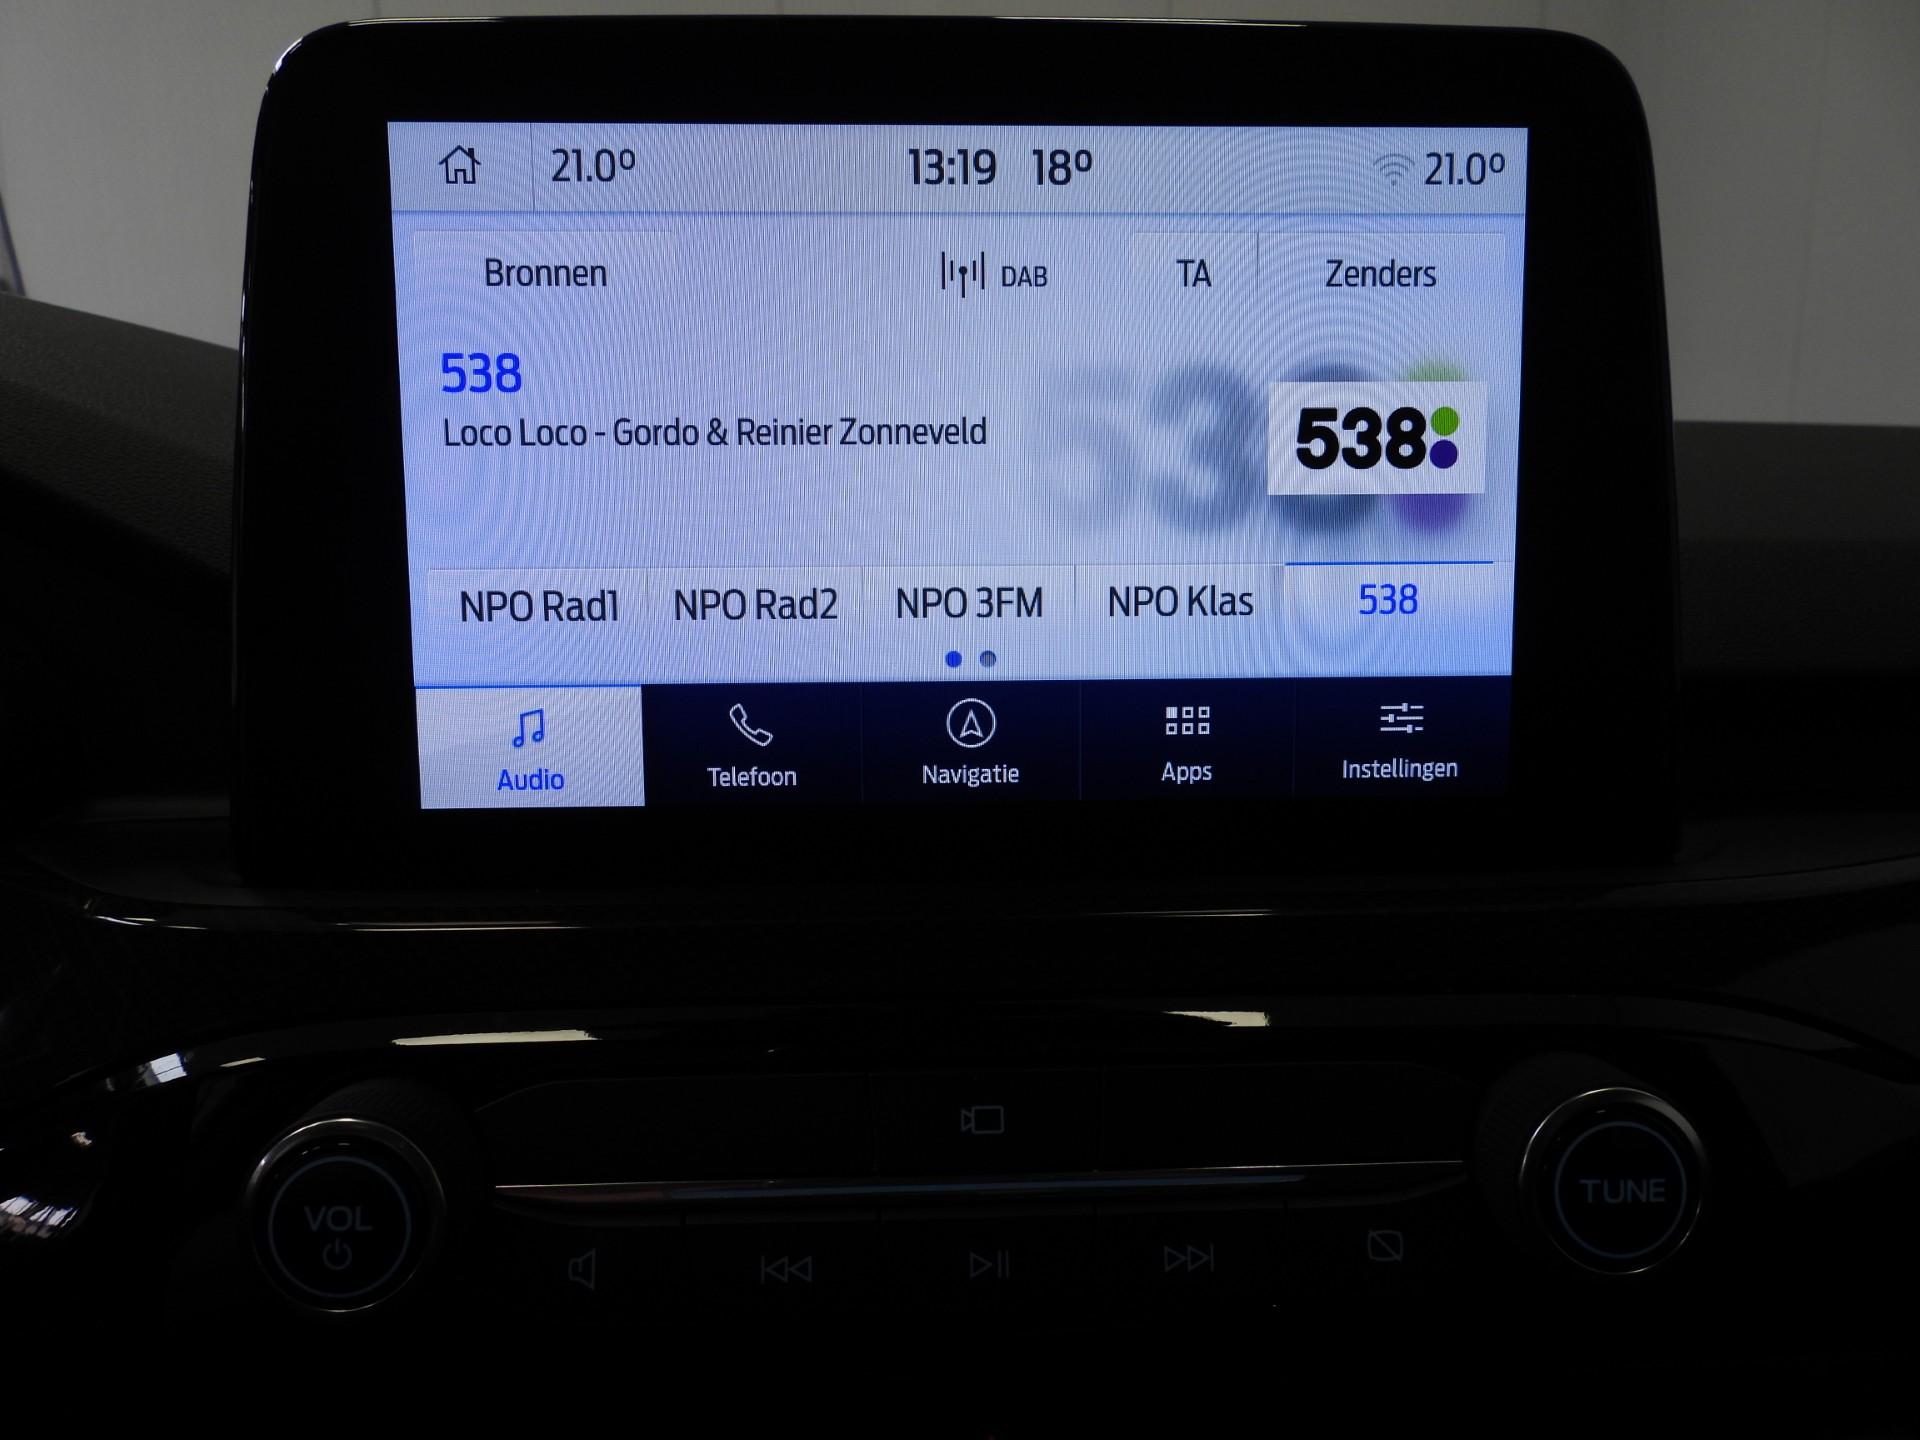 21.0° 13:19 18° 21.0°
Bronnen DAB TA Zenders
538
Loco Loco - Gordo & Reinier Zonneveld
538
NPO Rad1 NPO Rad2 NPO 3FM NPO Klas 538
Audio Telefoon Navigatie Apps Instellingen
VOL TUNE